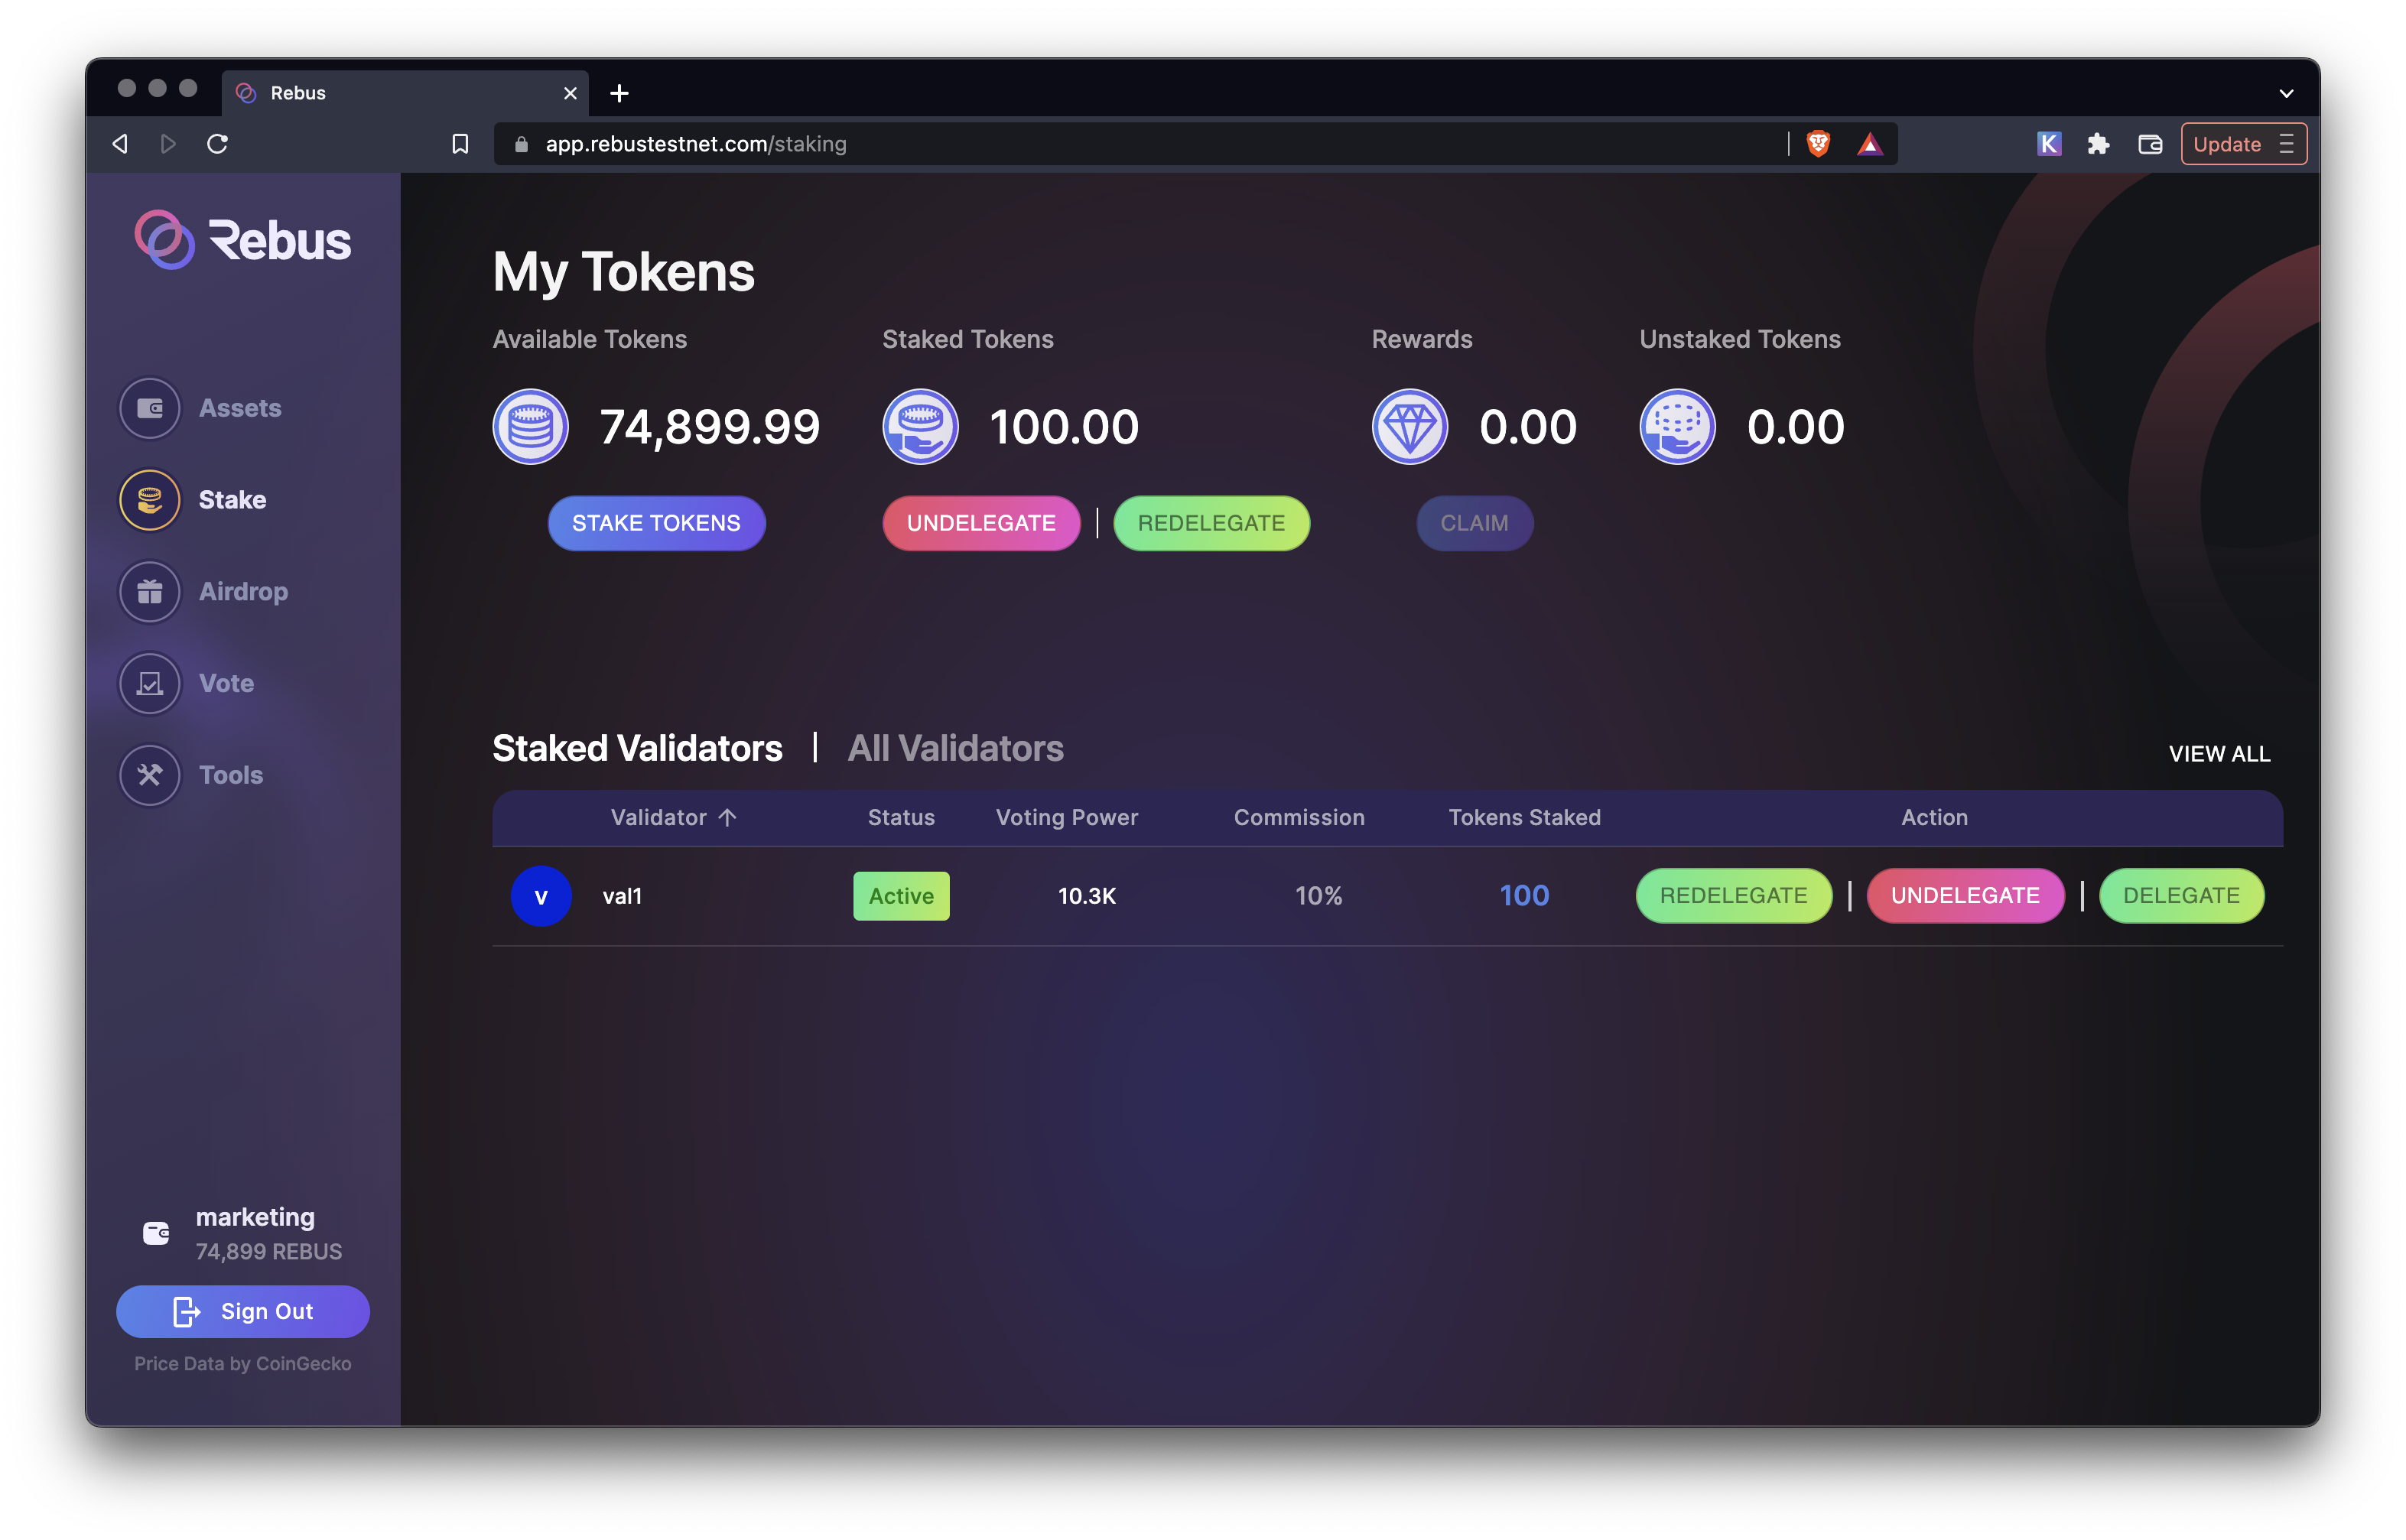 Rebus
app.rebustestnet.com/staking
K
Update
Rebus
Assets
Stake
Airdrop
Vote
Tools
marketing
74,899 REBUS
Sign Out
Price Data by CoinGecko
My Tokens
Available Tokens Staked Tokens Rewards Unstaked Tokens
74,899.99 100.00 0.00 0.00
STAKE TOKENS UNDELEGATE | REDELEGATE CLAIM
Staked Validators | All Validators VIEW ALL
Validator ↑ Status Voting Power Commission Tokens Staked Action
V val1 Active 10.3K 10% 100 REDELEGATE | UNDELEGATE | DELEGATE